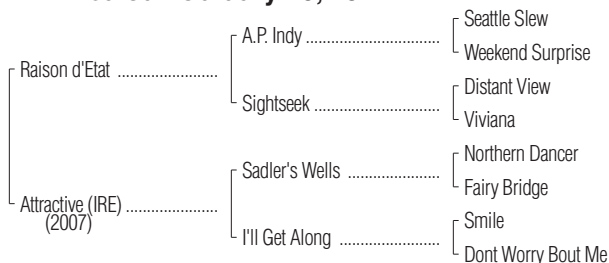 Seattle Slew
A.P. Indy ..................................
Weekend Surprise
Raison d'Etat .........................
Distant View
Sightseek ................................
Viviana
Northern Dancer
Sadler's Wells ........................
Fairy Bridge
Attractive (IRE) .......................
(2007)
Smile
I'll Get Along .........................
Dont Worry Bout Me